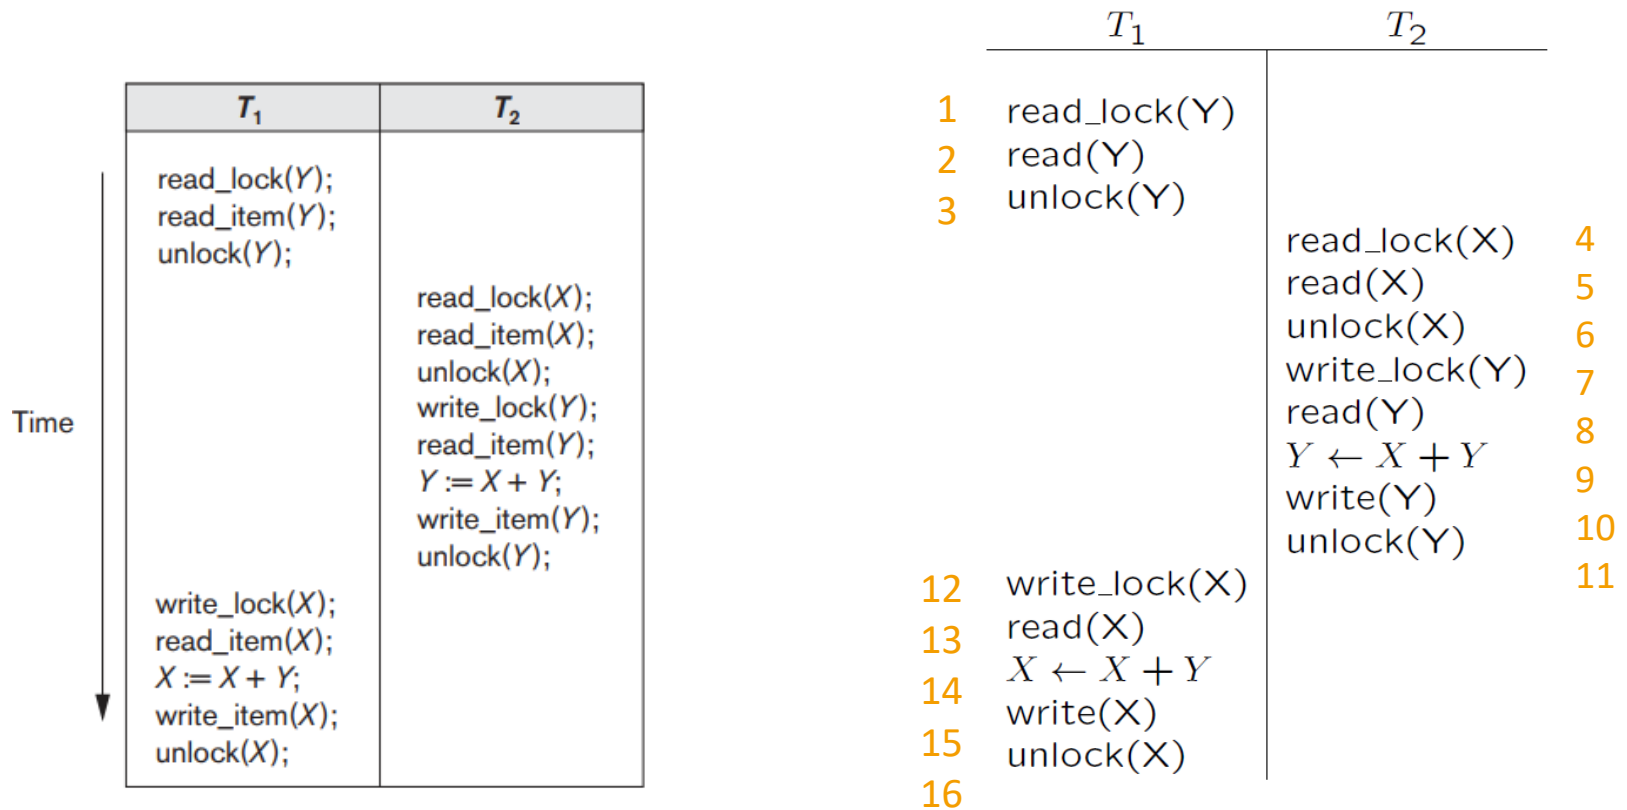 T1 T2
Time
read_lock(Y);
read_item(Y);
unlock(Y);
read_lock(X);
read_item(X);
unlock(X);
write_lock(Y);
read_item(Y);
Y := X + Y;
write_item(Y);
unlock(Y);
write_lock(X);
read_item(X);
X := X + Y;
write_item(X);
unlock(X);
T1 T2
1 read_lock(Y)
2 read(Y)
3 unlock(Y)
read_lock(X) 4
read(X) 5
unlock(X) 6
write_lock(Y) 7
read(Y) 8
Y ← X + Y 9
write(Y) 10
unlock(Y) 11
12 write_lock(X)
13 read(X)
14 X ← X + Y
15 write(X)
16 unlock(X)